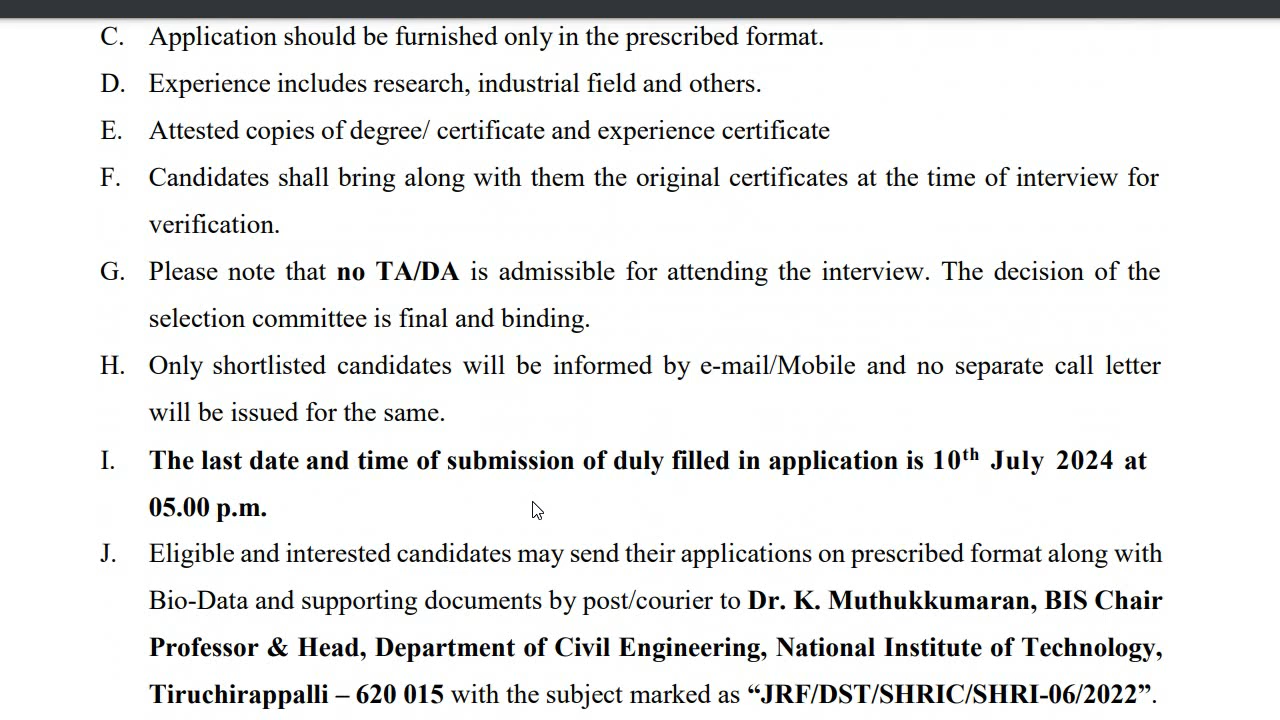 C. Application should be furnished only in the prescribed format.
D. Experience includes research, industrial field and others.
E. Attested copies of degree/ certificate and experience certificate
F. Candidates shall bring along with them the original certificates at the time of interview for
verification.
G. Please note that no TA/DA is admissible for attending the interview. The decision of the
selection committee is final and binding.
H. Only shortlisted candidates will be informed by e-mail/Mobile and no separate call letter
will be issued for the same.
I. The last date and time of submission of duly filled in application is 10th July 2024 at
05.00 p.m.
J. Eligible and interested candidates may send their applications on prescribed format along with
Bio-Data and supporting documents by post/courier to Dr. K. Muthukkumaran, BIS Chair
Professor & Head, Department of Civil Engineering, National Institute of Technology,
Tiruchirappalli – 620 015 with the subject marked as “JRF/DST/SHRIC/SHRI-06/2022”.